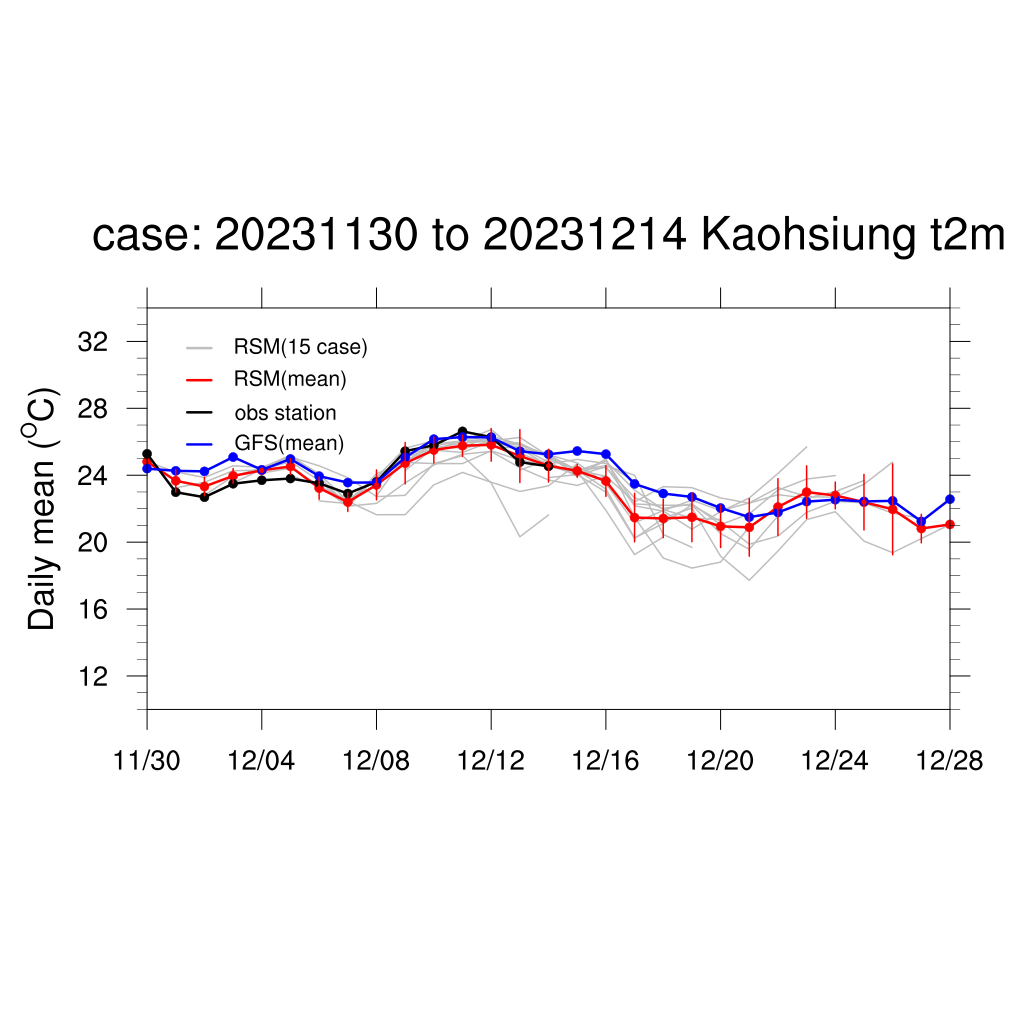 case: 20231130 to 20231214 Kaohsiung t2m
RSM(15 case)
RSM(mean)
obs station
GFS(mean)
Daily mean (°C)
32
28
24
20
16
12
11/30 12/04 12/08 12/12 12/16 12/20 12/24 12/28